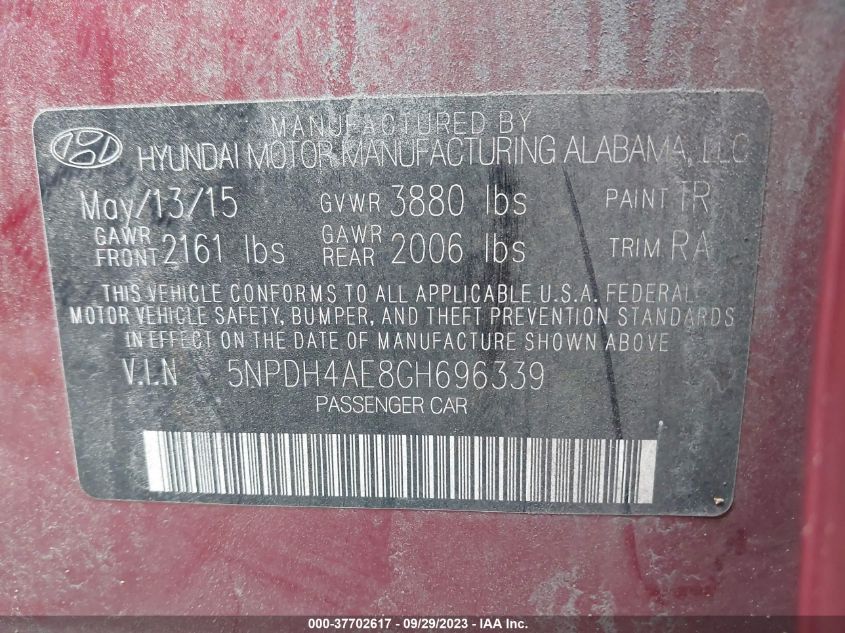 MANUFACTURED BY
HYUNDAI MOTOR MANUFACTURING ALABAMA, LLC
May/13/15 GVWR 3880 lbs PAINT TR
GAWR FRONT 2161 lbs GAWR REAR 2006 lbs TRIM RA
THIS VEHICLE CONFORMS TO ALL APPLICABLE U.S.A. FEDERAL
MOTOR VEHICLE SAFETY, BUMPER, AND THEFT PREVENTION STANDARDS
IN EFFECT ON THE DATE OF MANUFACTURE SHOWN ABOVE
V.I.N 5NPDH4AE8GH696339
PASSENGER CAR
000-37702617 - 09/29/2023 - IAA Inc.